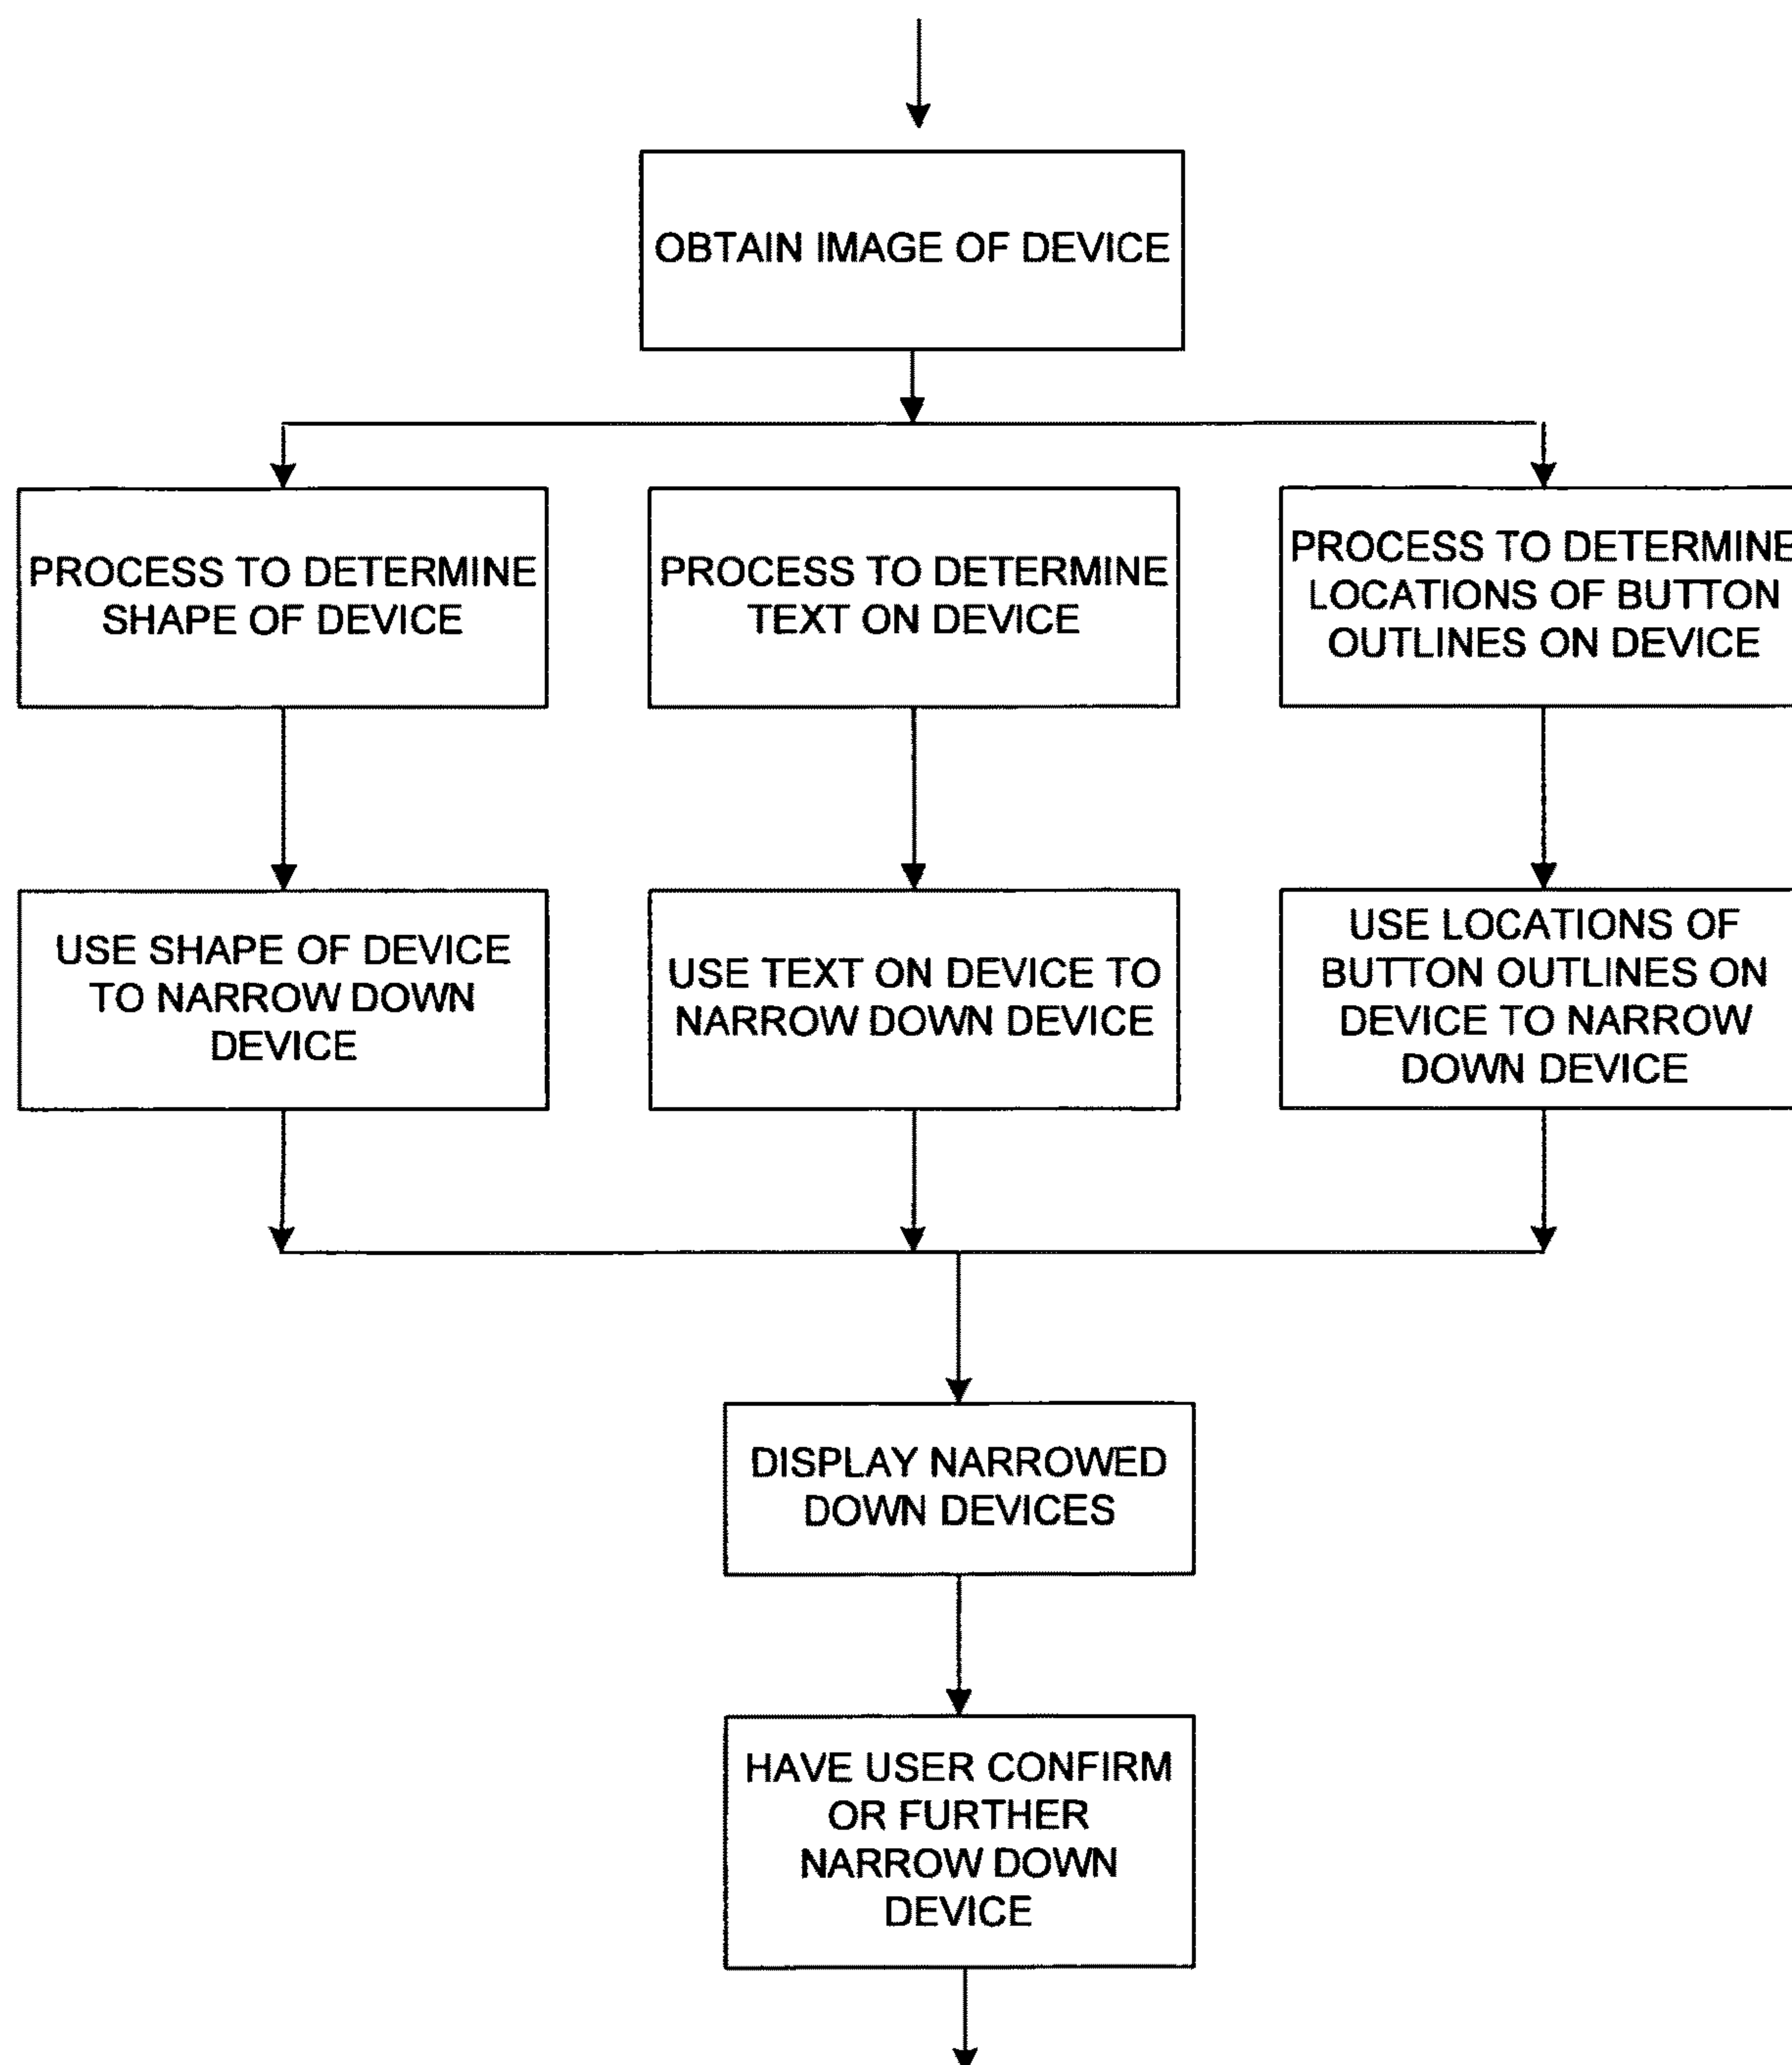 OBTAIN IMAGE OF DEVICE
PROCESS TO DETERMINE
SHAPE OF DEVICE
PROCESS TO DETERMINE
TEXT ON DEVICE
PROCESS TO DETERMINE
LOCATIONS OF BUTTON
OUTLINES ON DEVICE
USE SHAPE OF DEVICE
TO NARROW DOWN
DEVICE
USE TEXT ON DEVICE TO
NARROW DOWN DEVICE
USE LOCATIONS OF
BUTTON OUTLINES ON
DEVICE TO NARROW
DOWN DEVICE
DISPLAY NARROWED
DOWN DEVICES
HAVE USER CONFIRM
OR FURTHER
NARROW DOWN
DEVICE